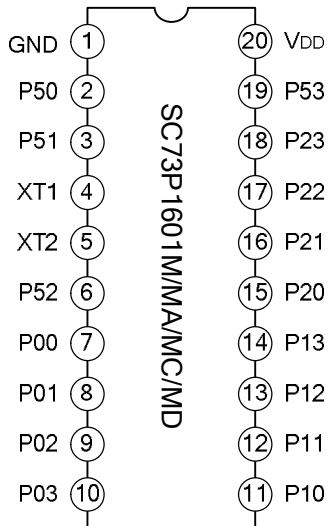 GND 1 20 VDD
P50 2 19 P53
P51 3 18 P23
XT1 4 17 P22
XT2 5 16 P21
P52 6 15 P20
P00 7 14 P13
P01 8 13 P12
P02 9 12 P11
P03 10 11 P10
SC73P1601M/MA/MC/MD